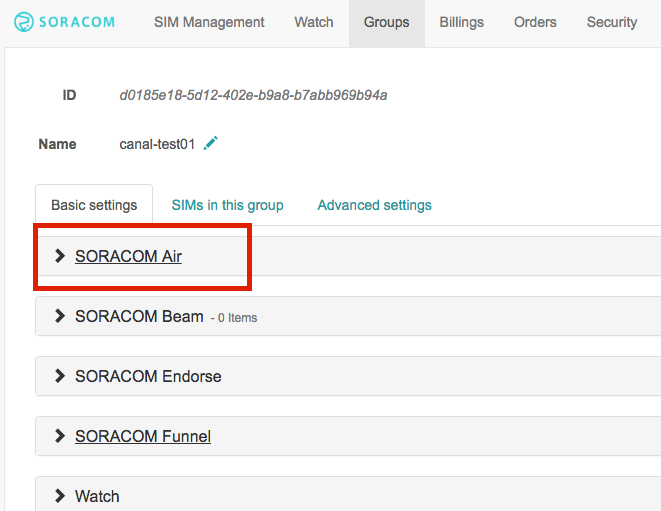 SORACOM SIM Management Watch Groups Billings Orders Security
ID d0185e18-5d12-402e-b9a8-b7abb969b94a
Name canal-test01
Basic settings SIMs in this group Advanced settings
SORACOM Air
SORACOM Beam - 0 Items
SORACOM Endorse
SORACOM Funnel
Watch